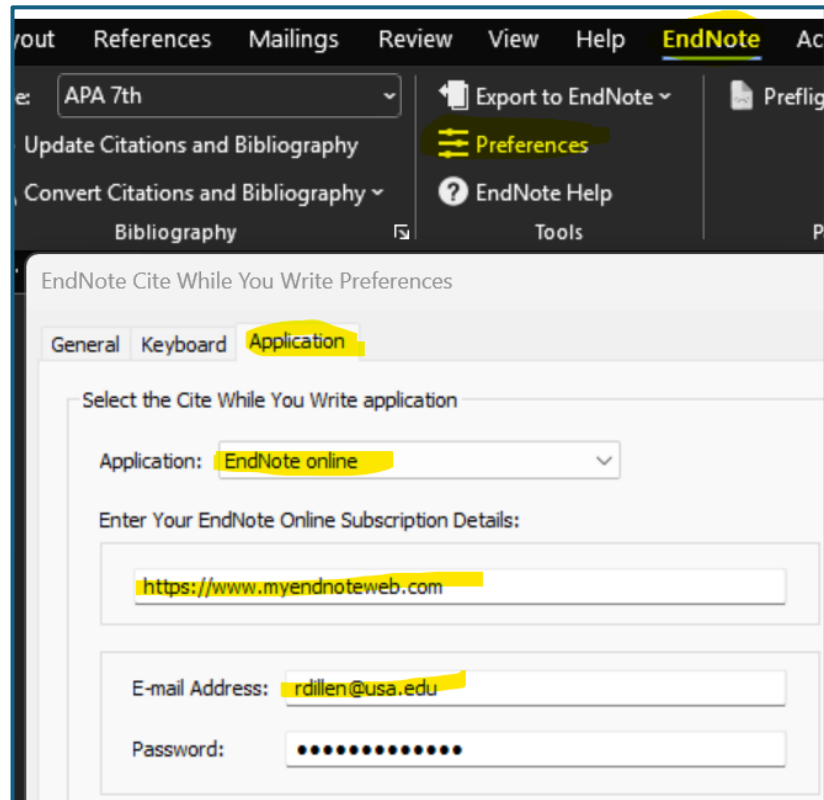 References Mailings Review View Help EndNote
APA 7th Export to EndNote
Update Citations and Bibliography Preferences
Convert Citations and Bibliography EndNote Help
Bibliography Tools
EndNote Cite While You Write Preferences
General Keyboard Application
Select the Cite While You Write application
Application: EndNote online
Enter Your EndNote Online Subscription Details:
https://www.myendnoteweb.com
E-mail Address: rdillen@usa.edu
Password: •••••••••••••